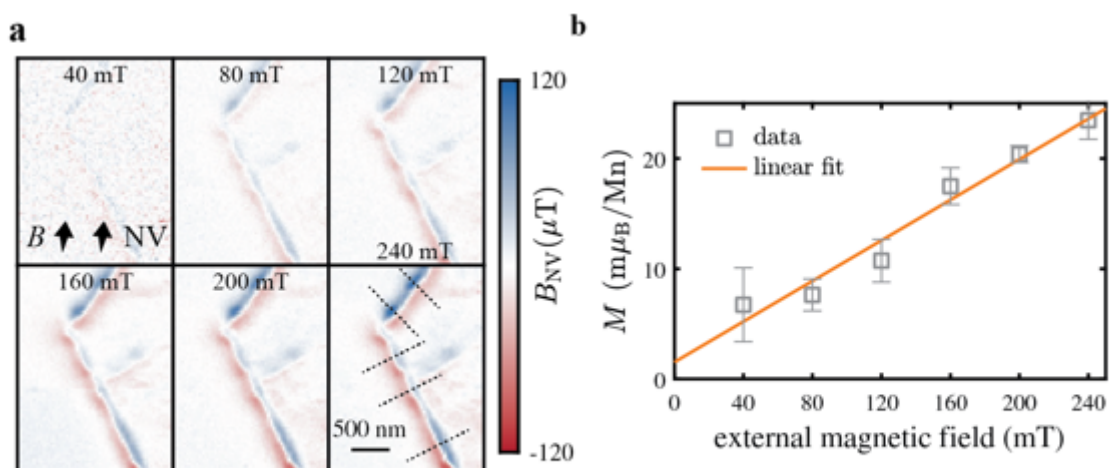 a
40 mT
80 mT
120 mT
B
NV
160 mT
200 mT
240 mT
500 nm
120
B_NV (μT)
-120
b
data
linear fit
M (mμ_B/Mn)
20
10
0
0 40 80 120 160 200 240
external magnetic field (mT)